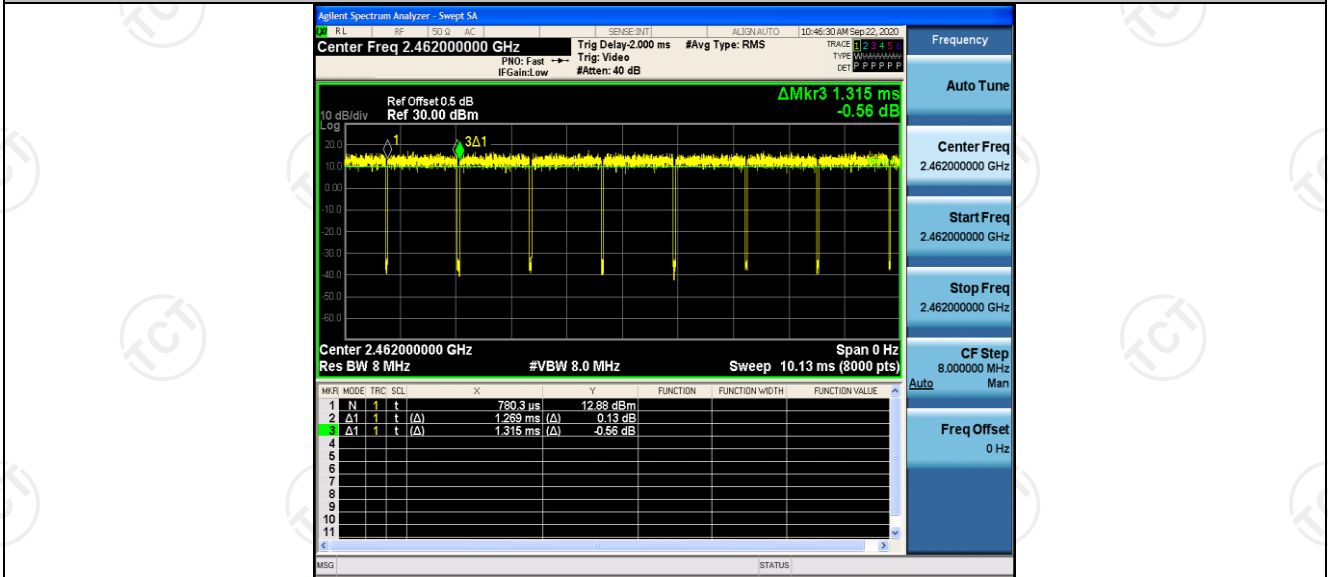 Agilent Spectrum Analyzer - Swept SA
RL RF 50 Ω AC SENSE:INT ALIGN AUTO 10:46:30 AM Sep 22, 2020
Center Freq 2.462000000 GHz
PNO: Fast
IFGain:Low
Trig Delay-2.000 ms
Trig: Video
#Atten: 40 dB
#Avg Type: RMS
TRACE 1 2 3 4 5 6
TYPE WWWWWW
DET P P P P P P
ΔMkr3 1.315 ms
-0.56 dB
Ref Offset 0.5 dB
10 dB/div Ref 30.00 dBm
Log
20.0
10.0
0.00
-10.0
-20.0
-30.0
-40.0
-50.0
-60.0
1
3Δ1
Center 2.462000000 GHz Span 0 Hz
Res BW 8 MHz #VBW 8.0 MHz Sweep 10.13 ms (8000 pts)
MKR MODE TRC SCL X Y FUNCTION FUNCTION WIDTH FUNCTION VALUE
1 N 1 t 780.3 µs 12.88 dBm
2 Δ1 1 t (Δ) 1.269 ms (Δ) 0.13 dB
3 Δ1 1 t (Δ) 1.315 ms (Δ) -0.56 dB
4
5
6
7
8
9
10
11
MSG STATUS
Frequency
Auto Tune
Center Freq
2.462000000 GHz
Start Freq
2.462000000 GHz
Stop Freq
2.462000000 GHz
CF Step
8.000000 MHz
Auto Man
Freq Offset
0 Hz
TCT
TCT
TCT
TCT
TCT
TCT
TCT
TCT